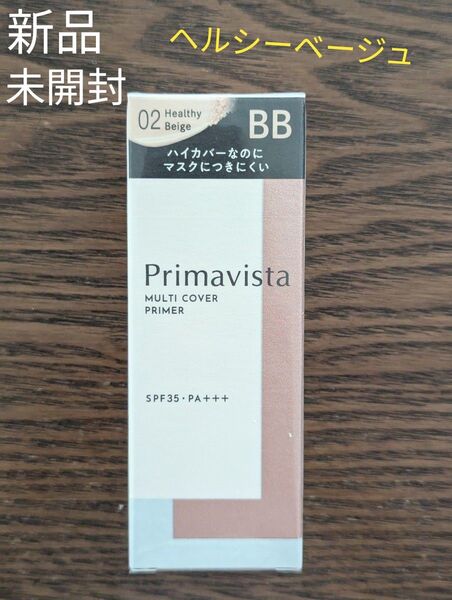 新品
未開封
ヘルシーベージュ
02 Healthy
Beige
BB
ハイカバーなのに
マスクにつきにくい
Primavista
MULTI COVER
PRIMER
SPF35・PA+++